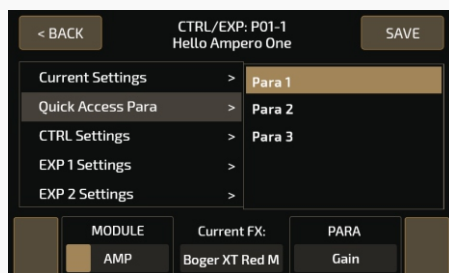 < BACK
CTRL/EXP: P01-1
Hello Ampero One
SAVE
Current Settings >
Quick Access Para >
CTRL Settings >
EXP 1 Settings >
EXP 2 Settings >
Para 1
Para 2
Para 3
MODULE
AMP
Current FX:
Boger XT Red M
PARA
Gain